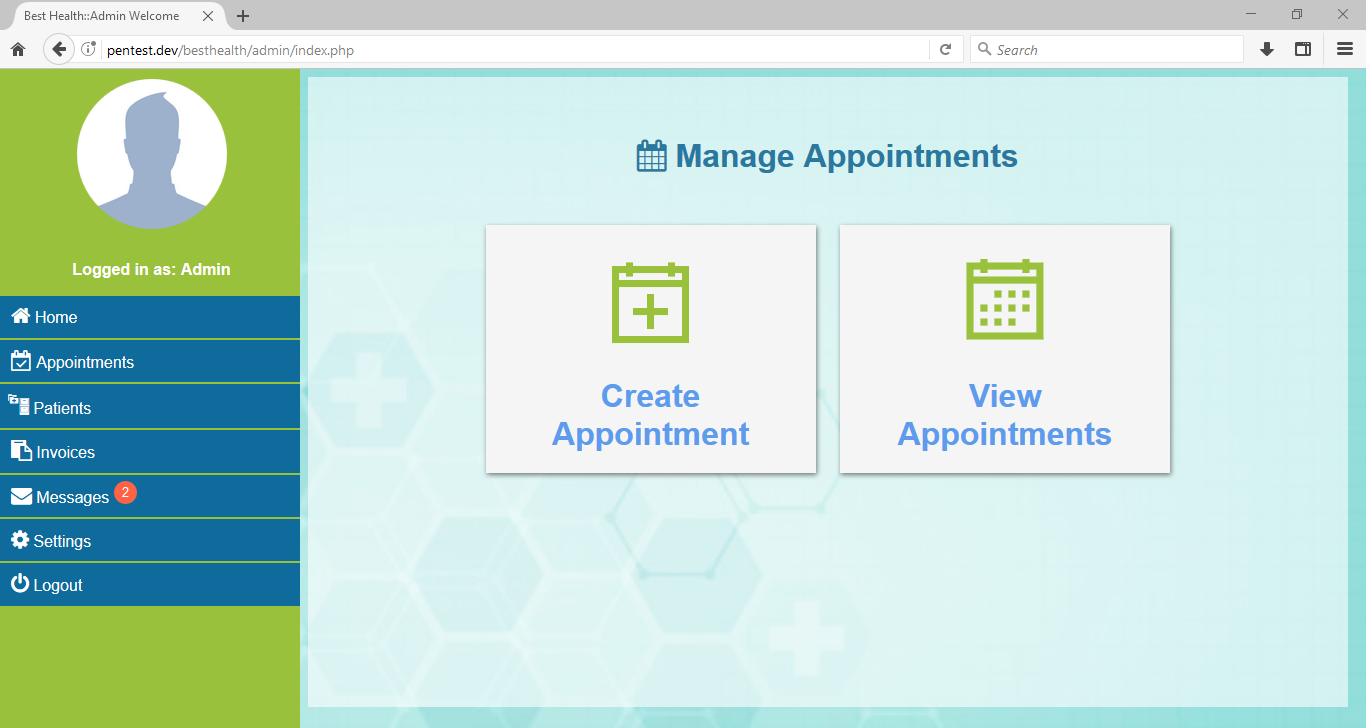 Best Health::Admin Welcome
pentest.dev/besthealth/admin/index.php
Search
Logged in as: Admin
Home
Appointments
Patients
Invoices
Messages 2
Settings
Logout
Manage Appointments
Create
Appointment
View
Appointments